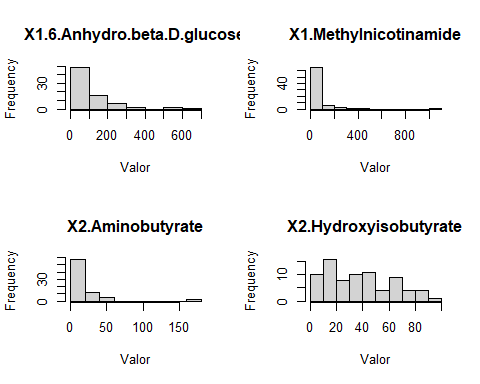 X1.6.Anhydro.beta.D.glucose
Frequency
0 30
0 200 400 600
Valor
X1.Methylnicotinamide
Frequency
0 40
0 400 800
Valor
X2.Aminobutyrate
Frequency
0 30
0 50 100 150
Valor
X2.Hydroxyisobutyrate
Frequency
0 10
0 20 40 60 80
Valor